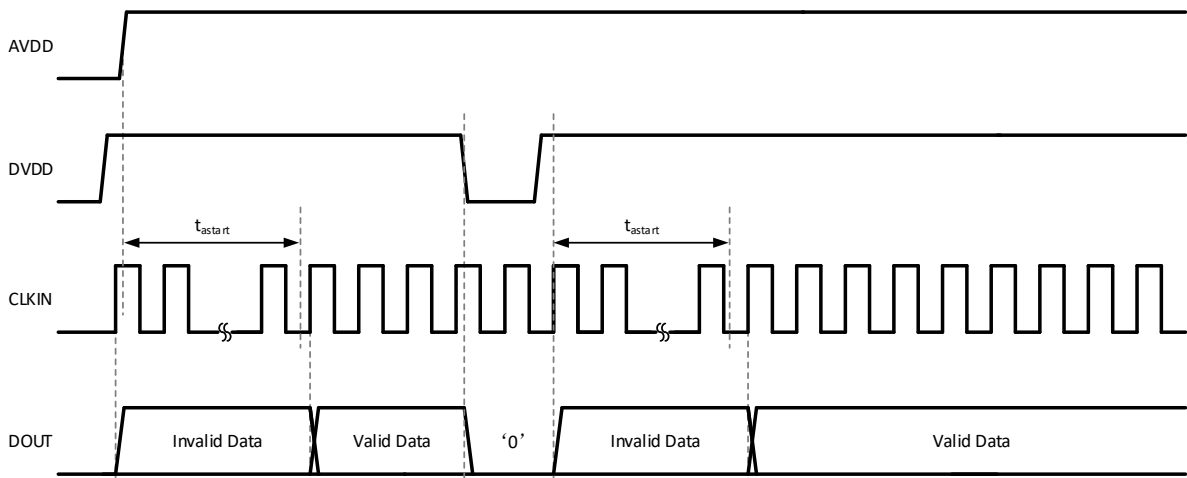 AVDD
DVDD
tastart
tastart
CLKIN
DOUT
Invalid Data
Valid Data
‘0’
Invalid Data
Valid Data